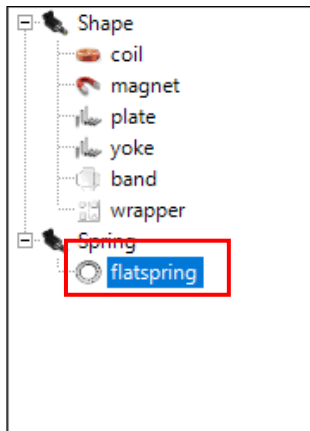 Shape
coil
magnet
plate
yoke
band
wrapper
Spring
flatspring